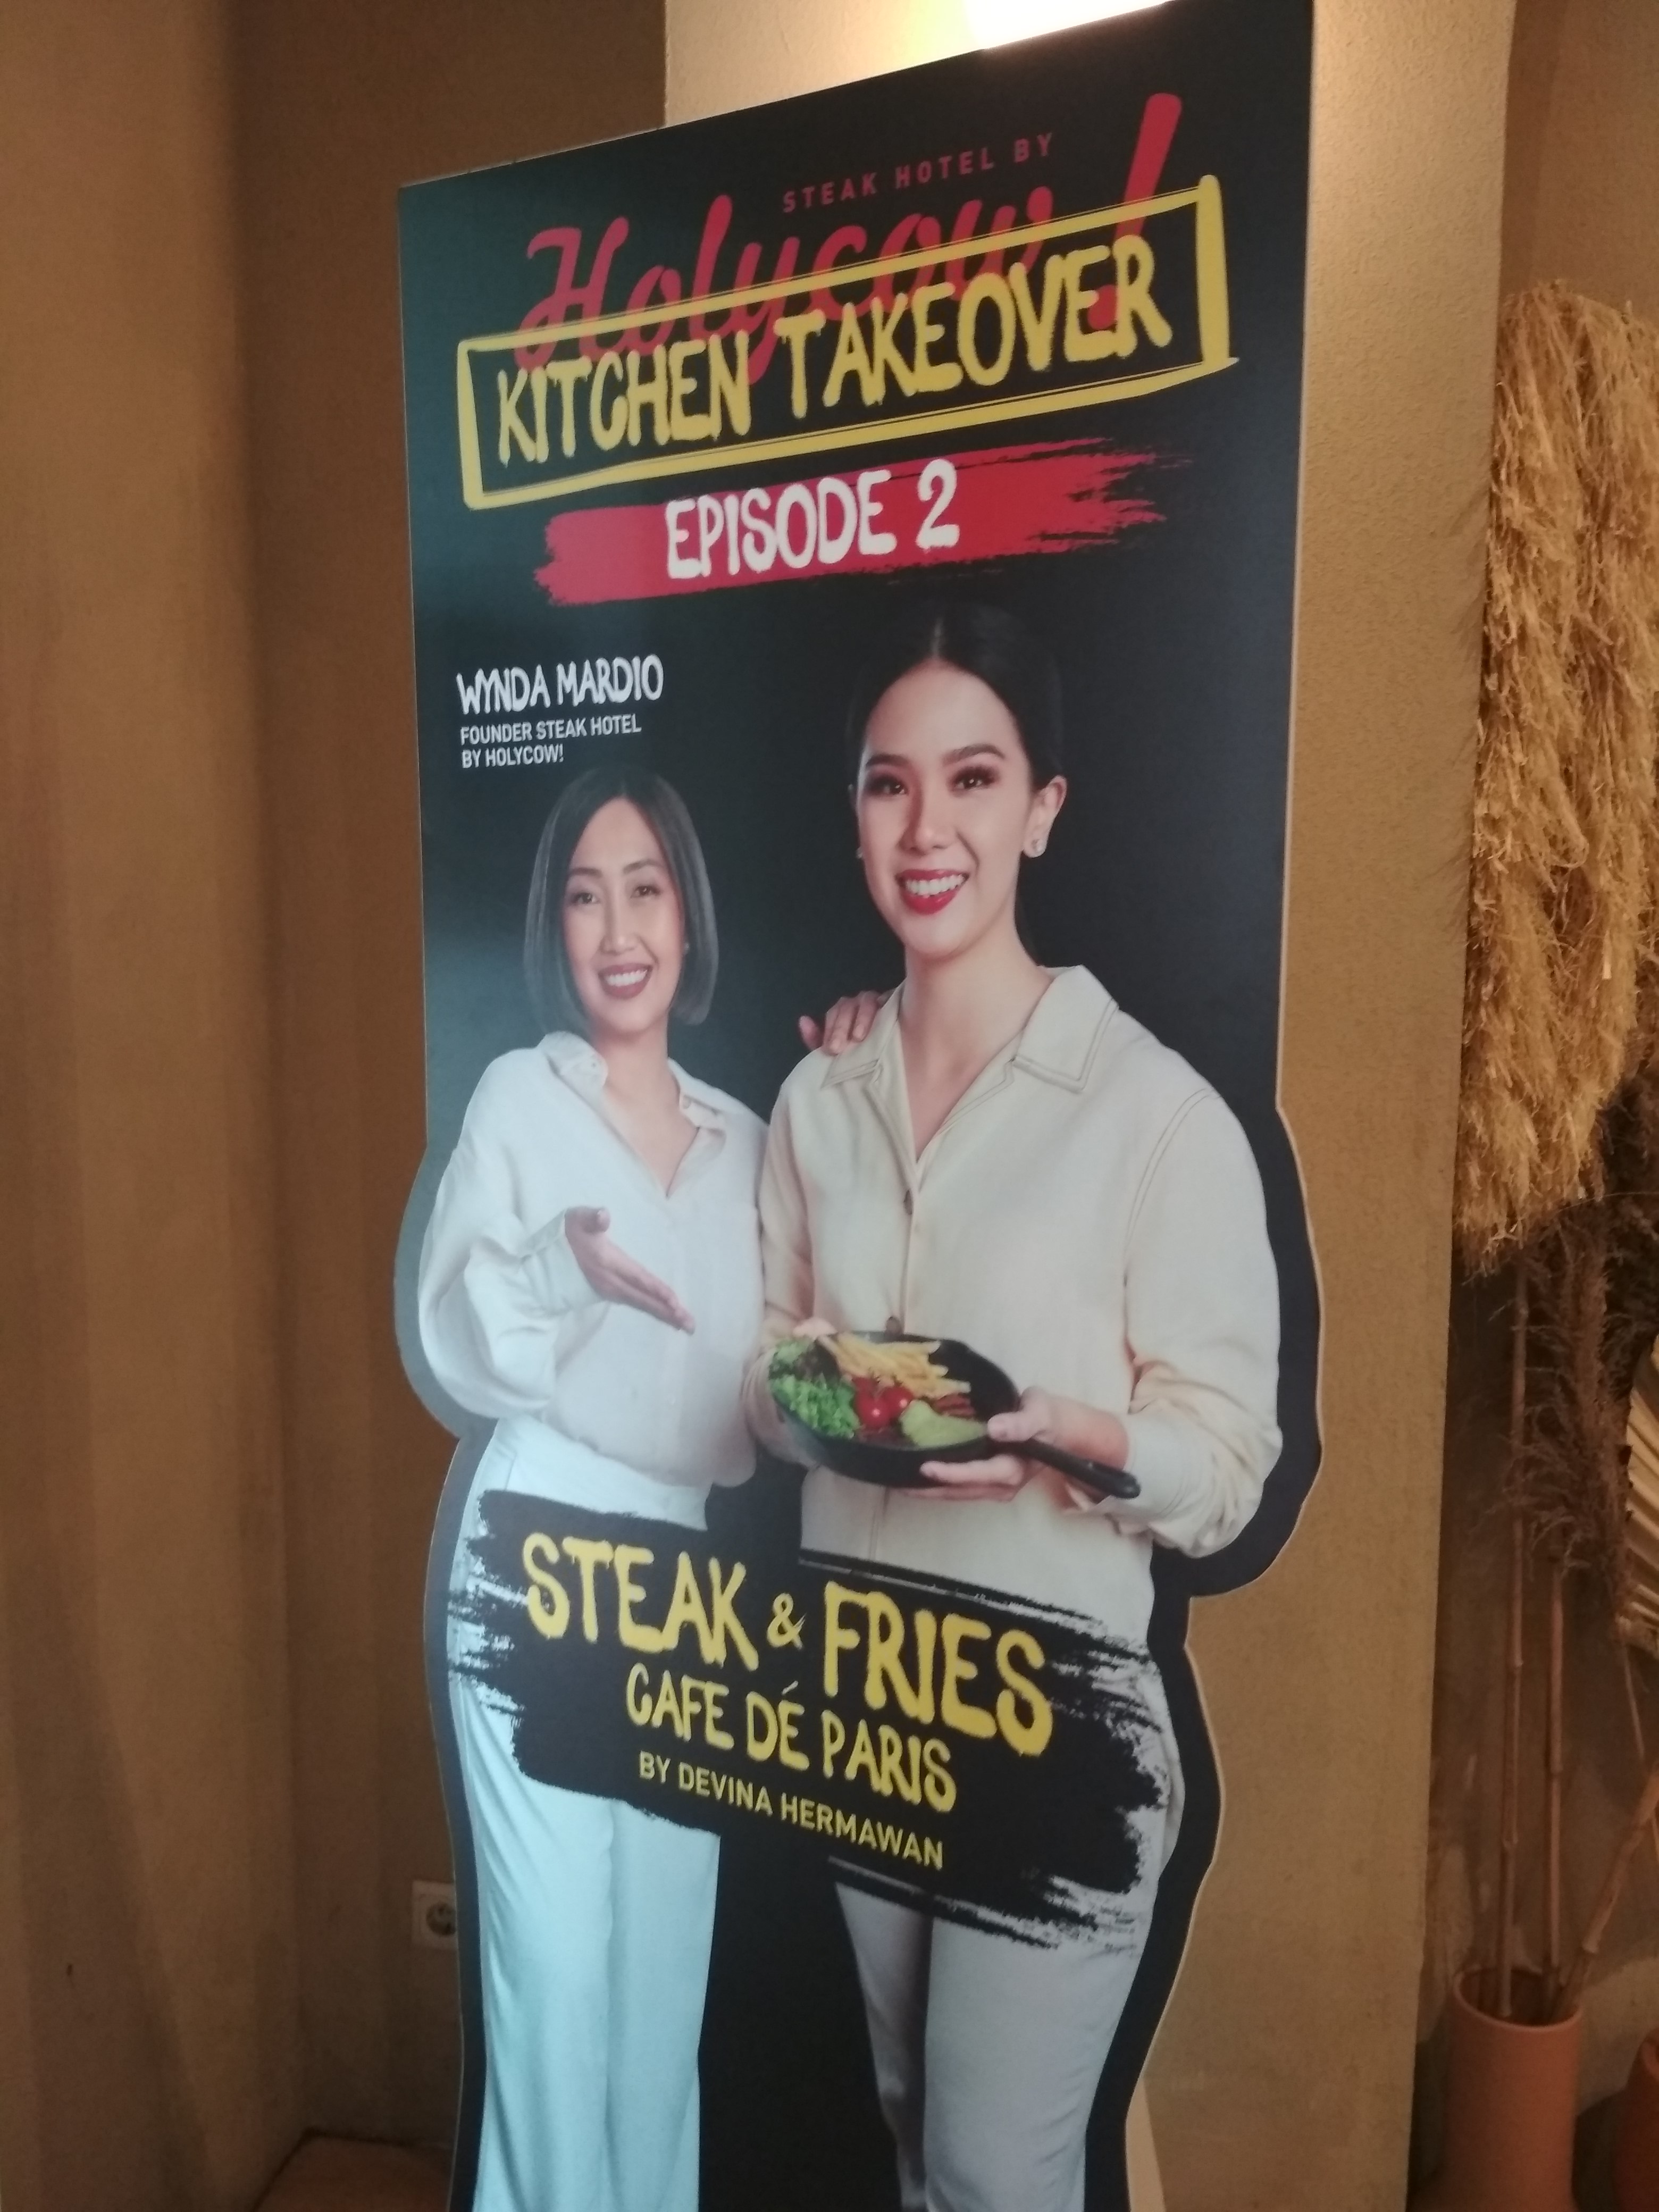 STEAK HOTEL BY
Holycow!
KITCHEN TAKEOVER
EPISODE 2
WYNDA MARDIO
FOUNDER STEAK HOTEL
BY HOLYCOW!
STEAK & FRIES
CAFE DÉ PARIS
BY DEVINA HERMAWAN